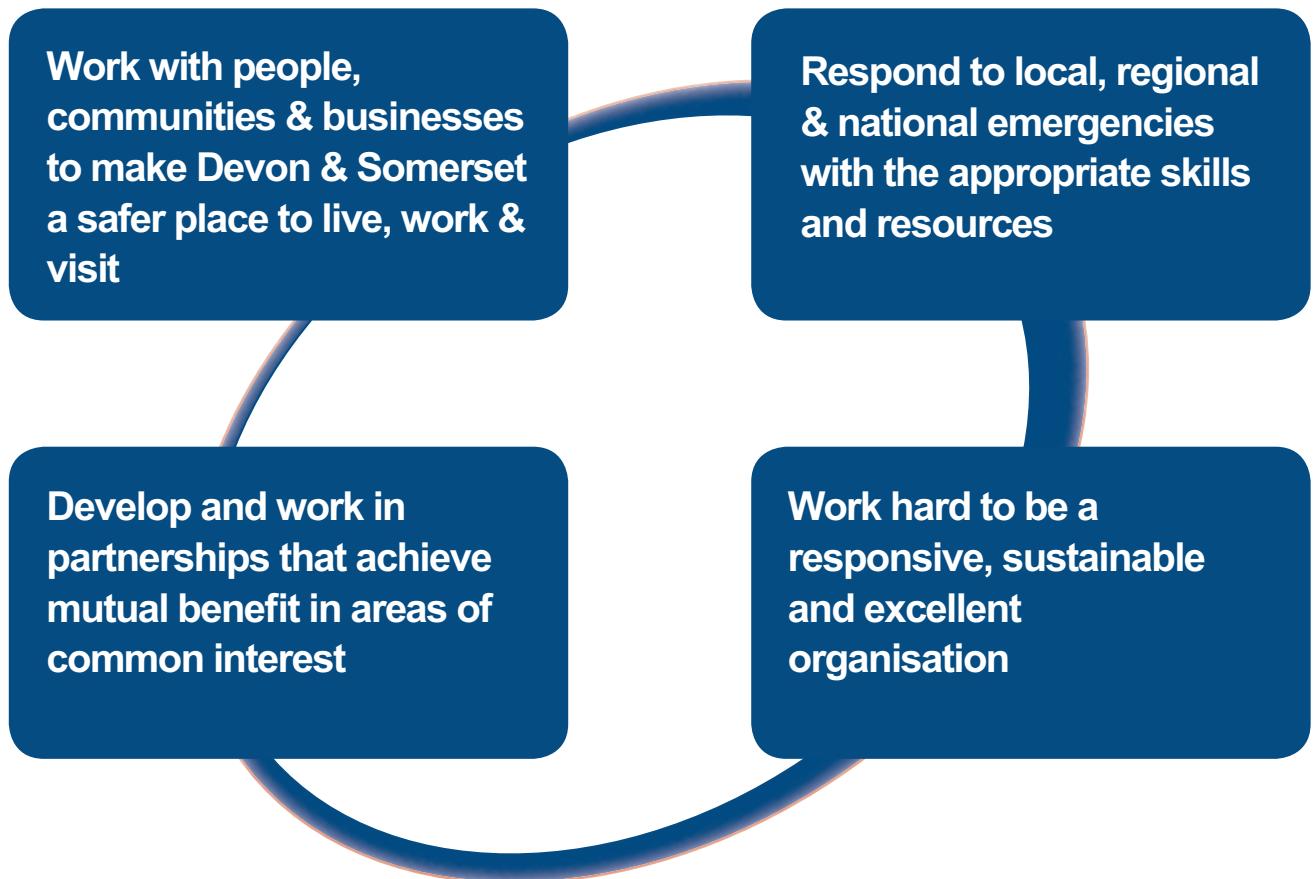 Work with people,
communities & businesses
to make Devon & Somerset
a safer place to live, work &
visit
Respond to local, regional
& national emergencies
with the appropriate skills
and resources
Develop and work in
partnerships that achieve
mutual benefit in areas of
common interest
Work hard to be a
responsive, sustainable
and excellent
organisation